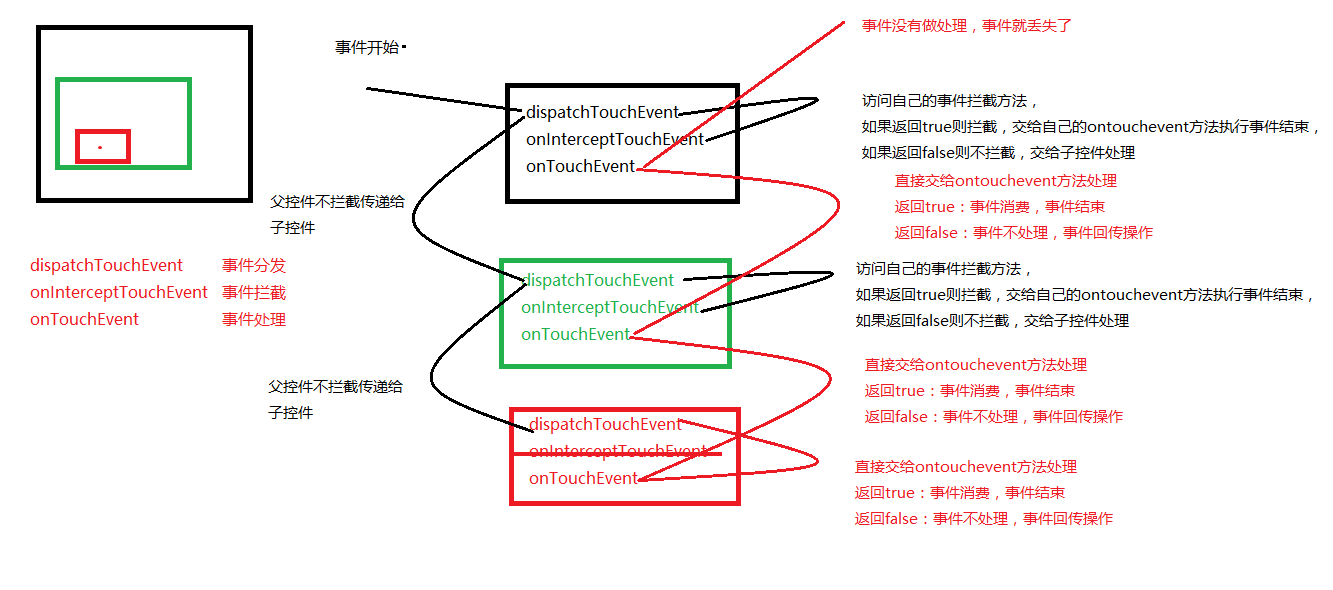 事件开始
事件没有做处理，事件就丢失了
dispatchTouchEvent
onInterceptTouchEvent
onTouchEvent
访问自己的事件拦截方法，
如果返回true则拦截，交给自己的ontouchevent方法执行事件结束，
如果返回false则不拦截，交给子控件处理
直接交给ontouchevent方法处理
返回true：事件消费，事件结束
返回false：事件不处理，事件回传操作
父控件不拦截传递给
子控件
dispatchTouchEvent 事件分发
onInterceptTouchEvent 事件拦截
onTouchEvent 事件处理
dispatchTouchEvent
onInterceptTouchEvent
onTouchEvent
访问自己的事件拦截方法，
如果返回true则拦截，交给自己的ontouchevent方法执行事件结束，
如果返回false则不拦截，交给子控件处理
直接交给ontouchevent方法处理
返回true：事件消费，事件结束
返回false：事件不处理，事件回传操作
父控件不拦截传递给
子控件
dispatchTouchEvent
onInterceptTouchEvent
onTouchEvent
直接交给ontouchevent方法处理
返回true：事件消费，事件结束
返回false：事件不处理，事件回传操作